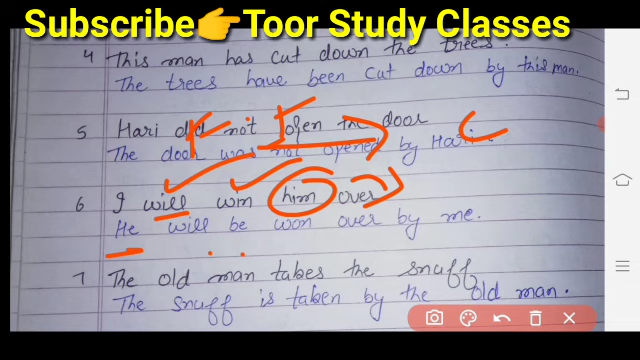 Subscribe👉Toor Study Classes
4 This man has cut down the trees.
The trees have been cut down by this man.
5 Hari did not open the door
The door was not opened by Hari.
6 I will win him over
He will be won over by me.
7 The old man takes the snuff
The snuff is taken by the old man.